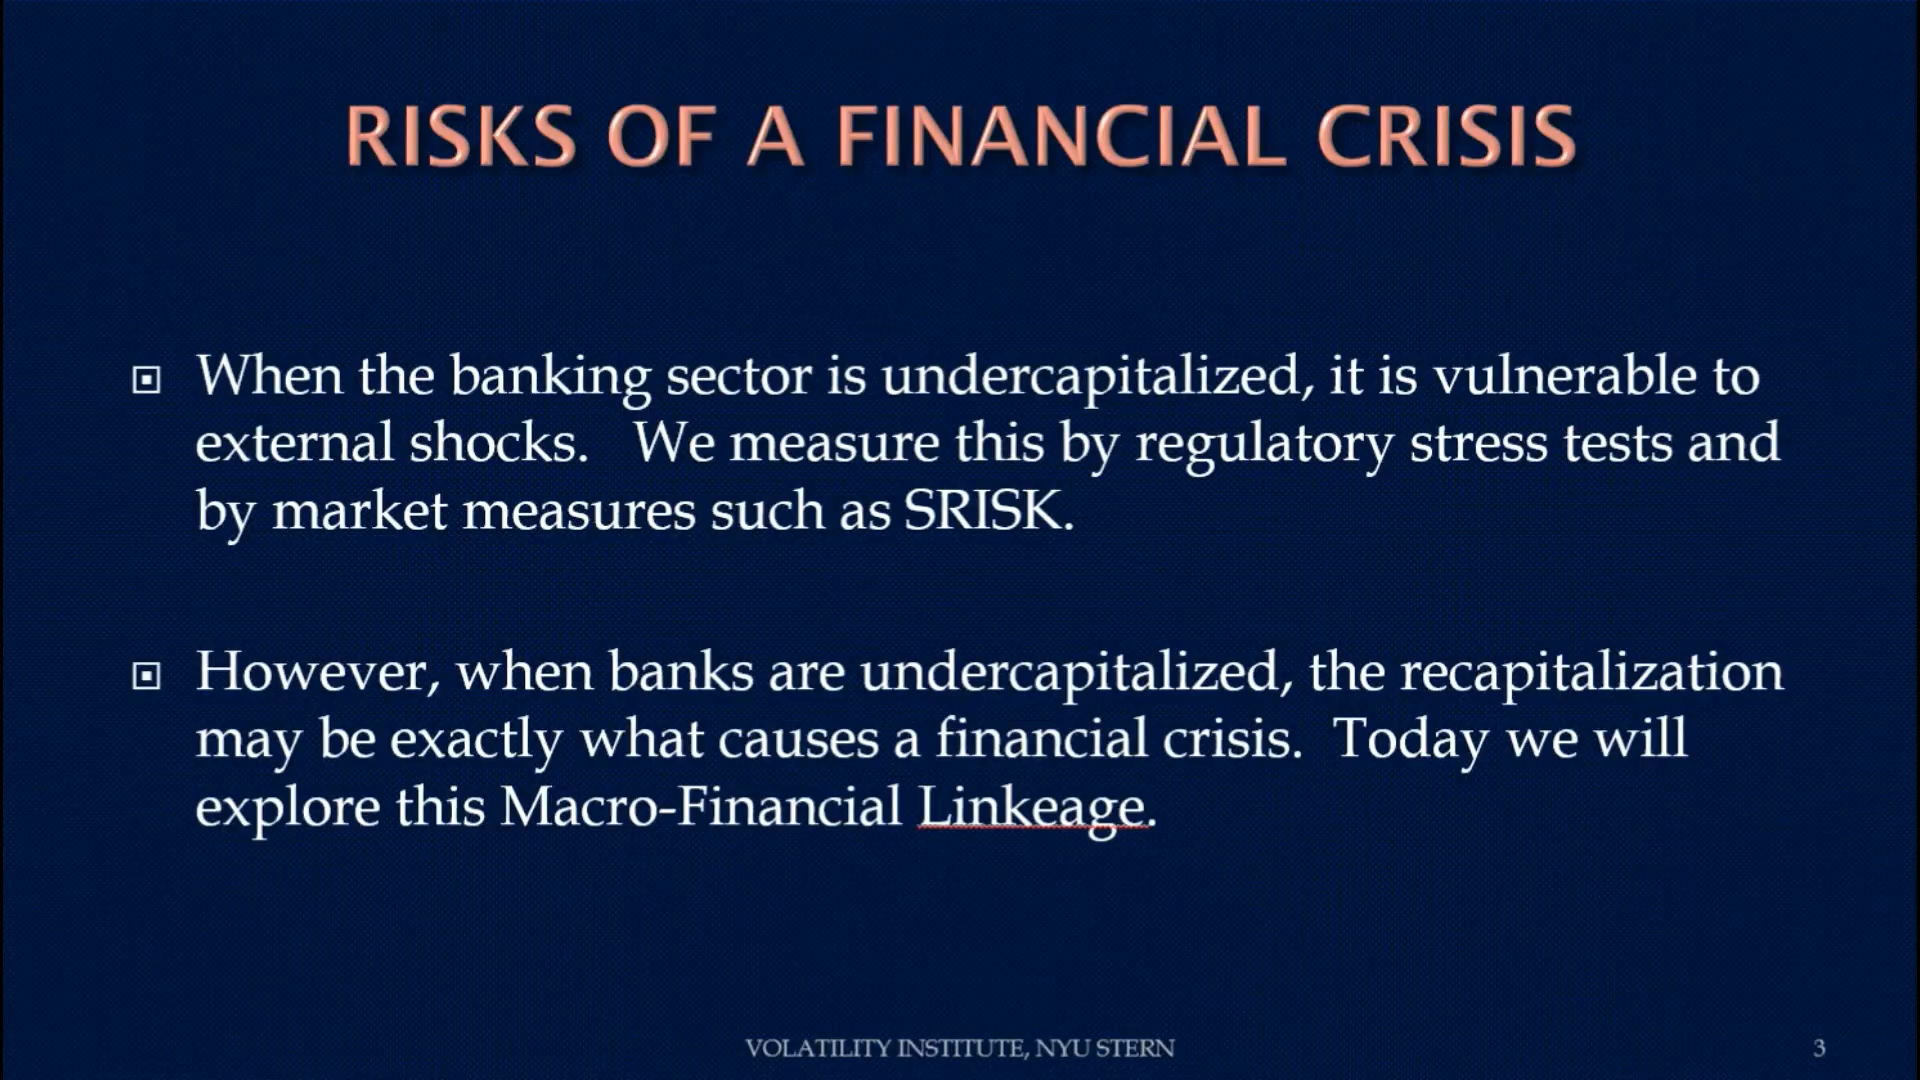 RISKS OF A FINANCIAL CRISIS
When the banking sector is undercapitalized, it is vulnerable to
external shocks.   We measure this by regulatory stress tests and
by market measures such as SRISK.
However, when banks are undercapitalized, the recapitalization
may be exactly what causes a financial crisis.  Today we will
explore this Macro-Financial Linkeage.
VOLATILITY INSTITUTE, NYU STERN
3